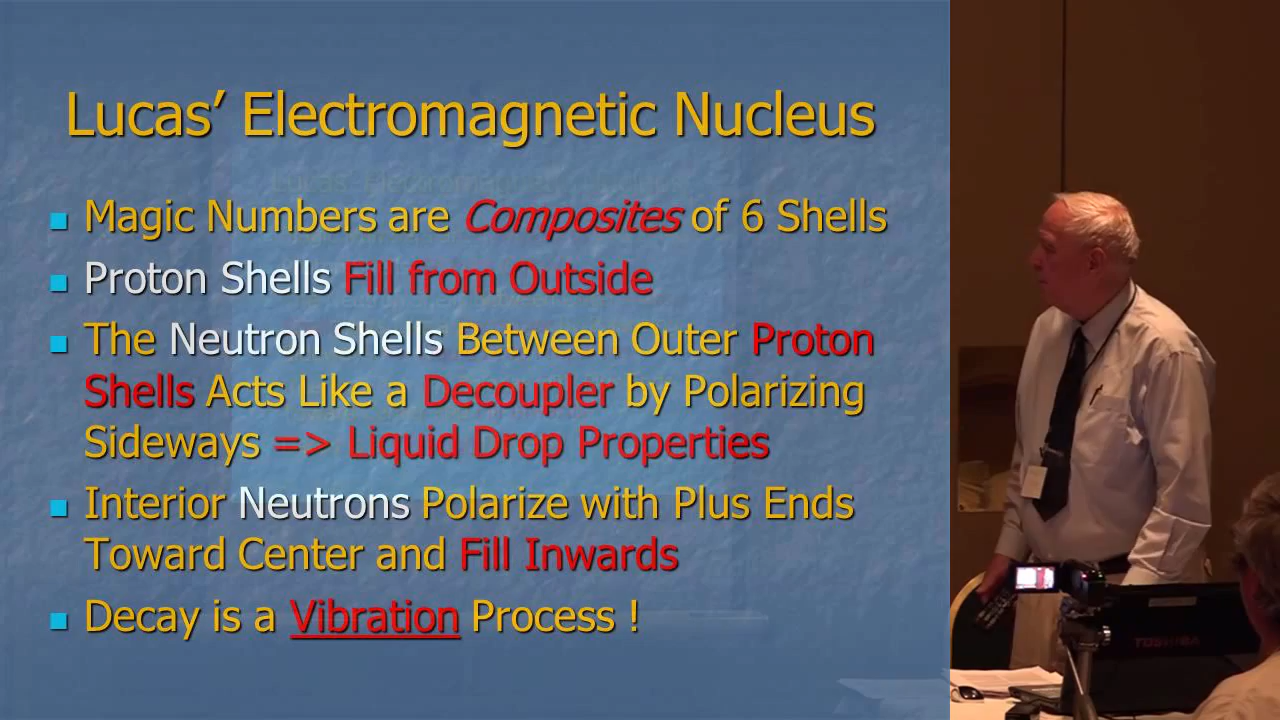 Lucas’ Electromagnetic Nucleus
Magic Numbers are Composites of 6 Shells
Proton Shells Fill from Outside
The Neutron Shells Between Outer Proton
Shells Acts Like a Decoupler by Polarizing
Sideways => Liquid Drop Properties
Interior Neutrons Polarize with Plus Ends
Toward Center and Fill Inwards
Decay is a Vibration Process !
TOSHIBA